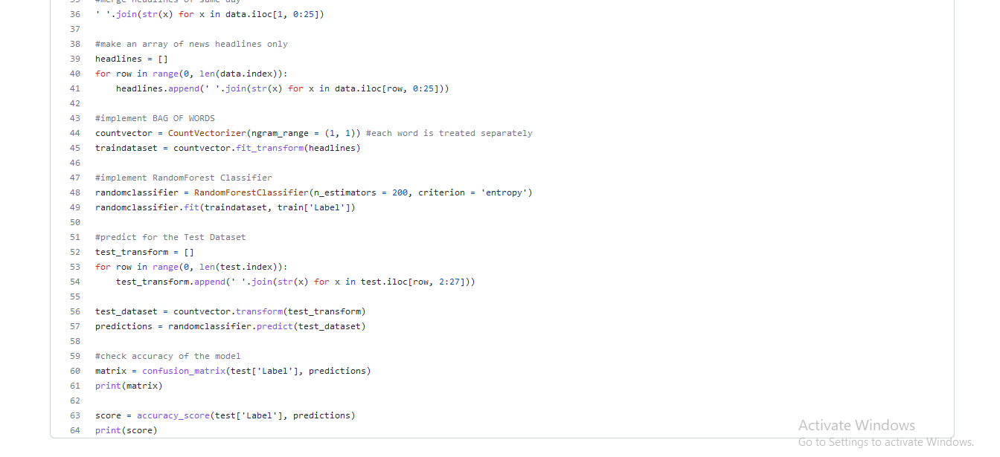 35 #merge headlines of same day
36 ' '.join(str(x) for x in data.iloc[1, 0:25])
37
38 #make an array of news headlines only
39 headlines = []
40 for row in range(0, len(data.index)):
41     headlines.append(' '.join(str(x) for x in data.iloc[row, 0:25]))
42
43 #implement BAG OF WORDS
44 countvector = CountVectorizer(ngram_range = (1, 1)) #each word is treated separately
45 traindataset = countvector.fit_transform(headlines)
46
47 #implement RandomForest Classifier
48 randomclassifier = RandomForestClassifier(n_estimators = 200, criterion = 'entropy')
49 randomclassifier.fit(traindataset, train['Label'])
50
51 #predict for the Test Dataset
52 test_transform = []
53 for row in range(0, len(test.index)):
54     test_transform.append(' '.join(str(x) for x in test.iloc[row, 2:27]))
55
56 test_dataset = countvector.transform(test_transform)
57 predictions = randomclassifier.predict(test_dataset)
58
59 #check accuracy of the model
60 matrix = confusion_matrix(test['Label'], predictions)
61 print(matrix)
62
63 score = accuracy_score(test['Label'], predictions)
64 print(score)
Activate Windows
Go to Settings to activate Windows.